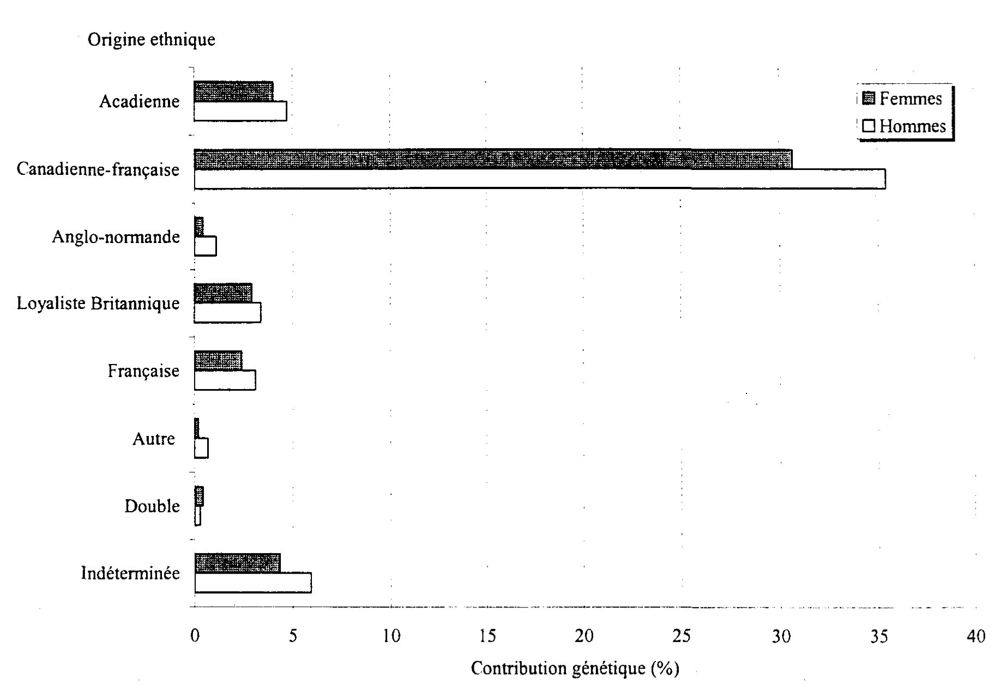 Origine ethnique
Femmes
Hommes
Acadienne
Canadienne-française
Anglo-normande
Loyaliste Britannique
Française
Autre
Double
Indéterminée
0 5 10 15 20 25 30 35 40
Contribution génétique (%)